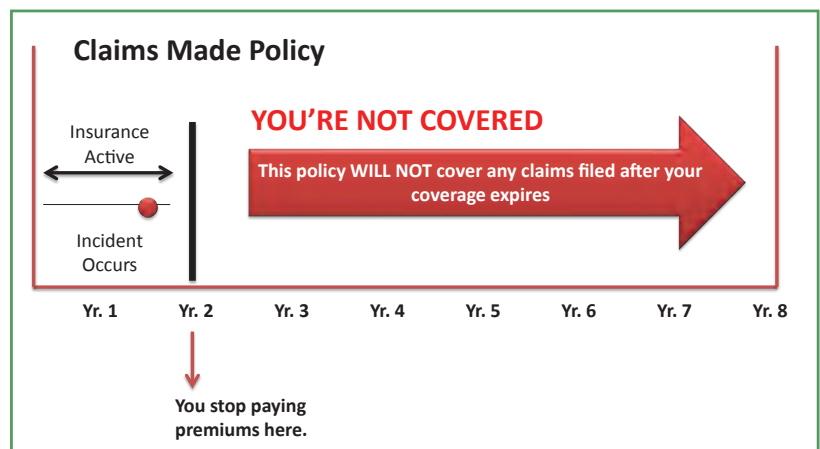 Claims Made Policy
Insurance
Active
YOU'RE NOT COVERED
This policy WILL NOT cover any claims filed after your
coverage expires
Incident
Occurs
Yr. 1 Yr. 2 Yr. 3 Yr. 4 Yr. 5 Yr. 6 Yr. 7 Yr. 8
You stop paying
premiums here.